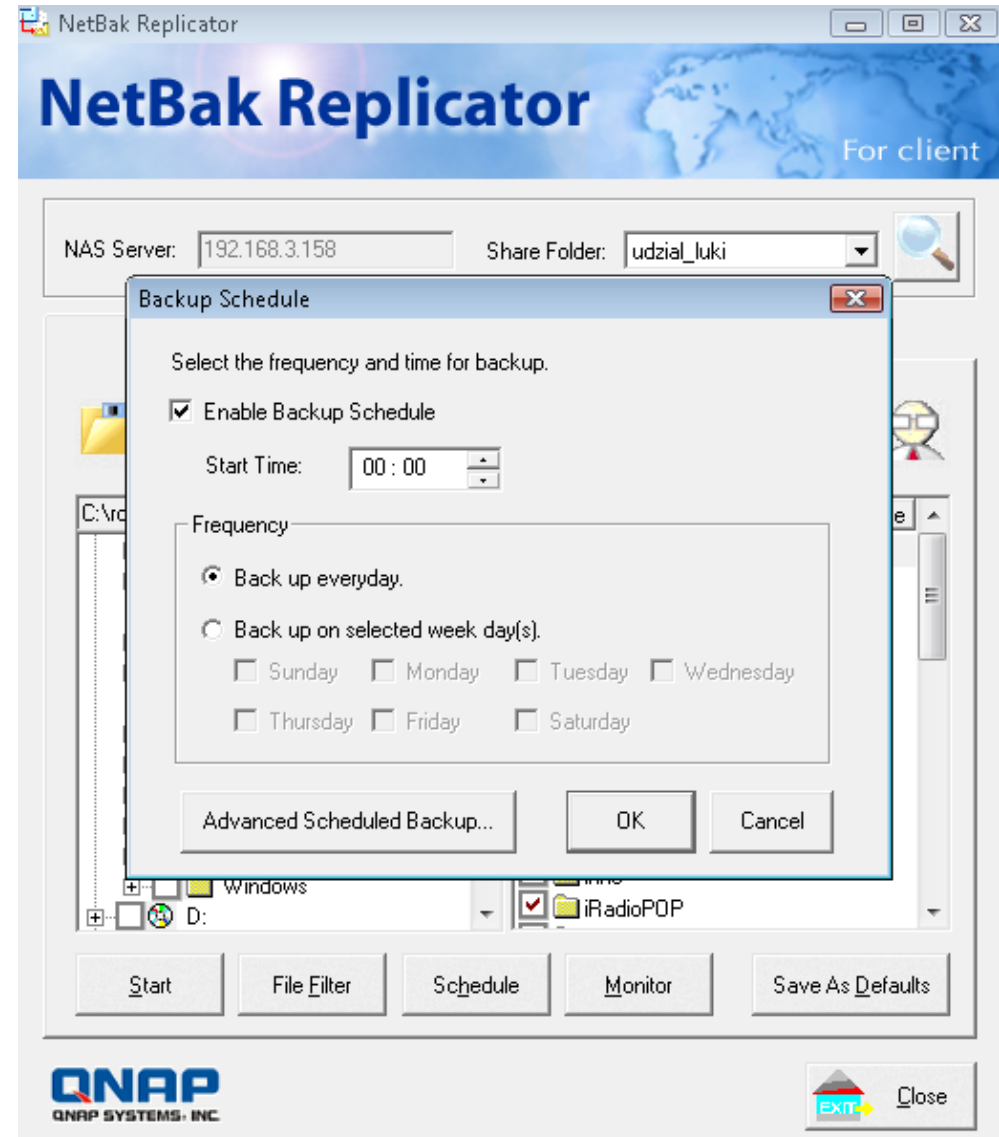 NetBak Replicator
NetBak Replicator
For client
NAS Server: 192.168.3.158 Share Folder: udzial_luki
Backup Schedule
Select the frequency and time for backup.
Enable Backup Schedule
Start Time: 00 : 00
C:\
e
Frequency
Back up everyday.
Back up on selected week day(s).
Sunday Monday Tuesday Wednesday
Thursday Friday Saturday
Advanced Scheduled Backup... OK Cancel
Windows
D:
iRadioPOP
Start File Filter Schedule Monitor Save As Defaults
QNAP
QNAP SYSTEMS, INC
EXIT Close